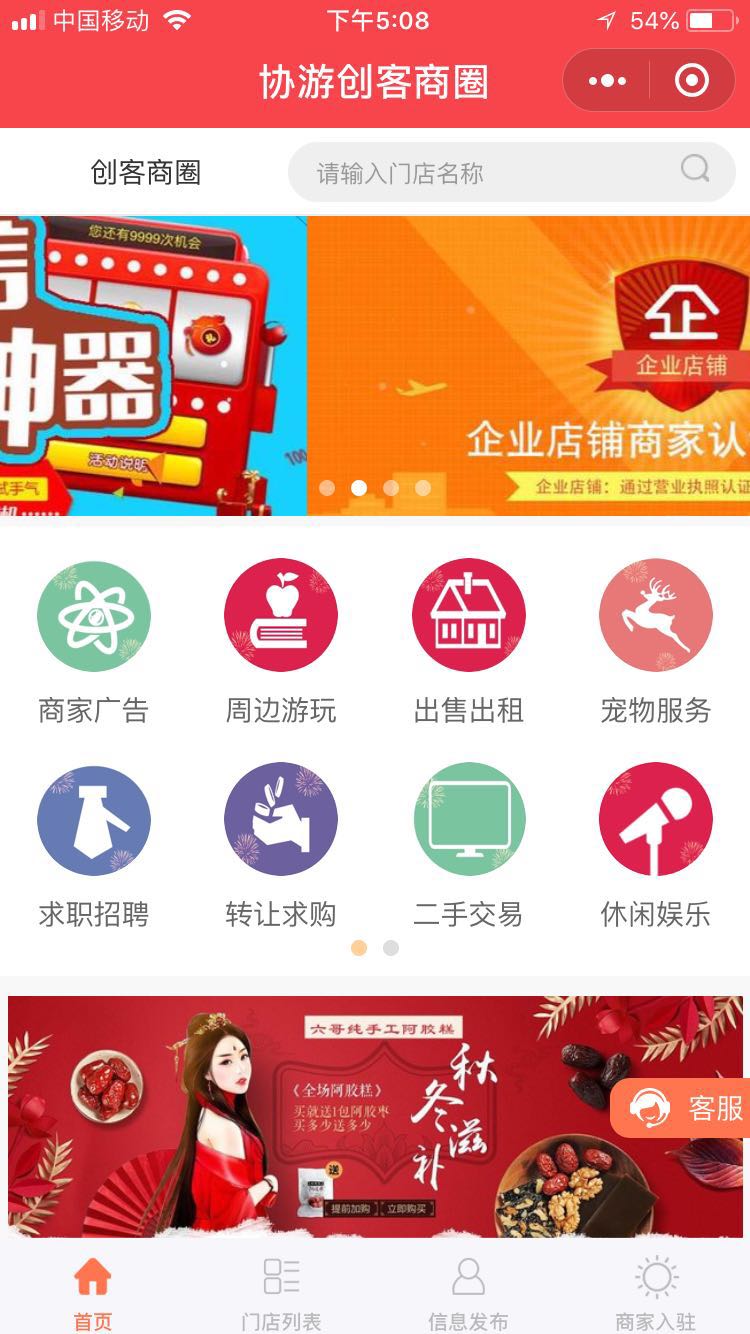 中国移动
下午5:08
54%
协游创客商圈
创客商圈
请输入门店名称
您还有9999次机会
信
神器
活动说明
试手气
100
企
企业店铺
企业店铺商家认
企业店铺：通过营业执照认证
商家广告
周边游玩
出售出租
宠物服务
求职招聘
转让求购
二手交易
休闲娱乐
六哥纯手工阿胶糕
《全场阿胶糕》
买就送1包阿胶枣
买多少送多少
秋冬滋补
送
提前加购
立即购买
客服
首页
门店列表
信息发布
商家入驻